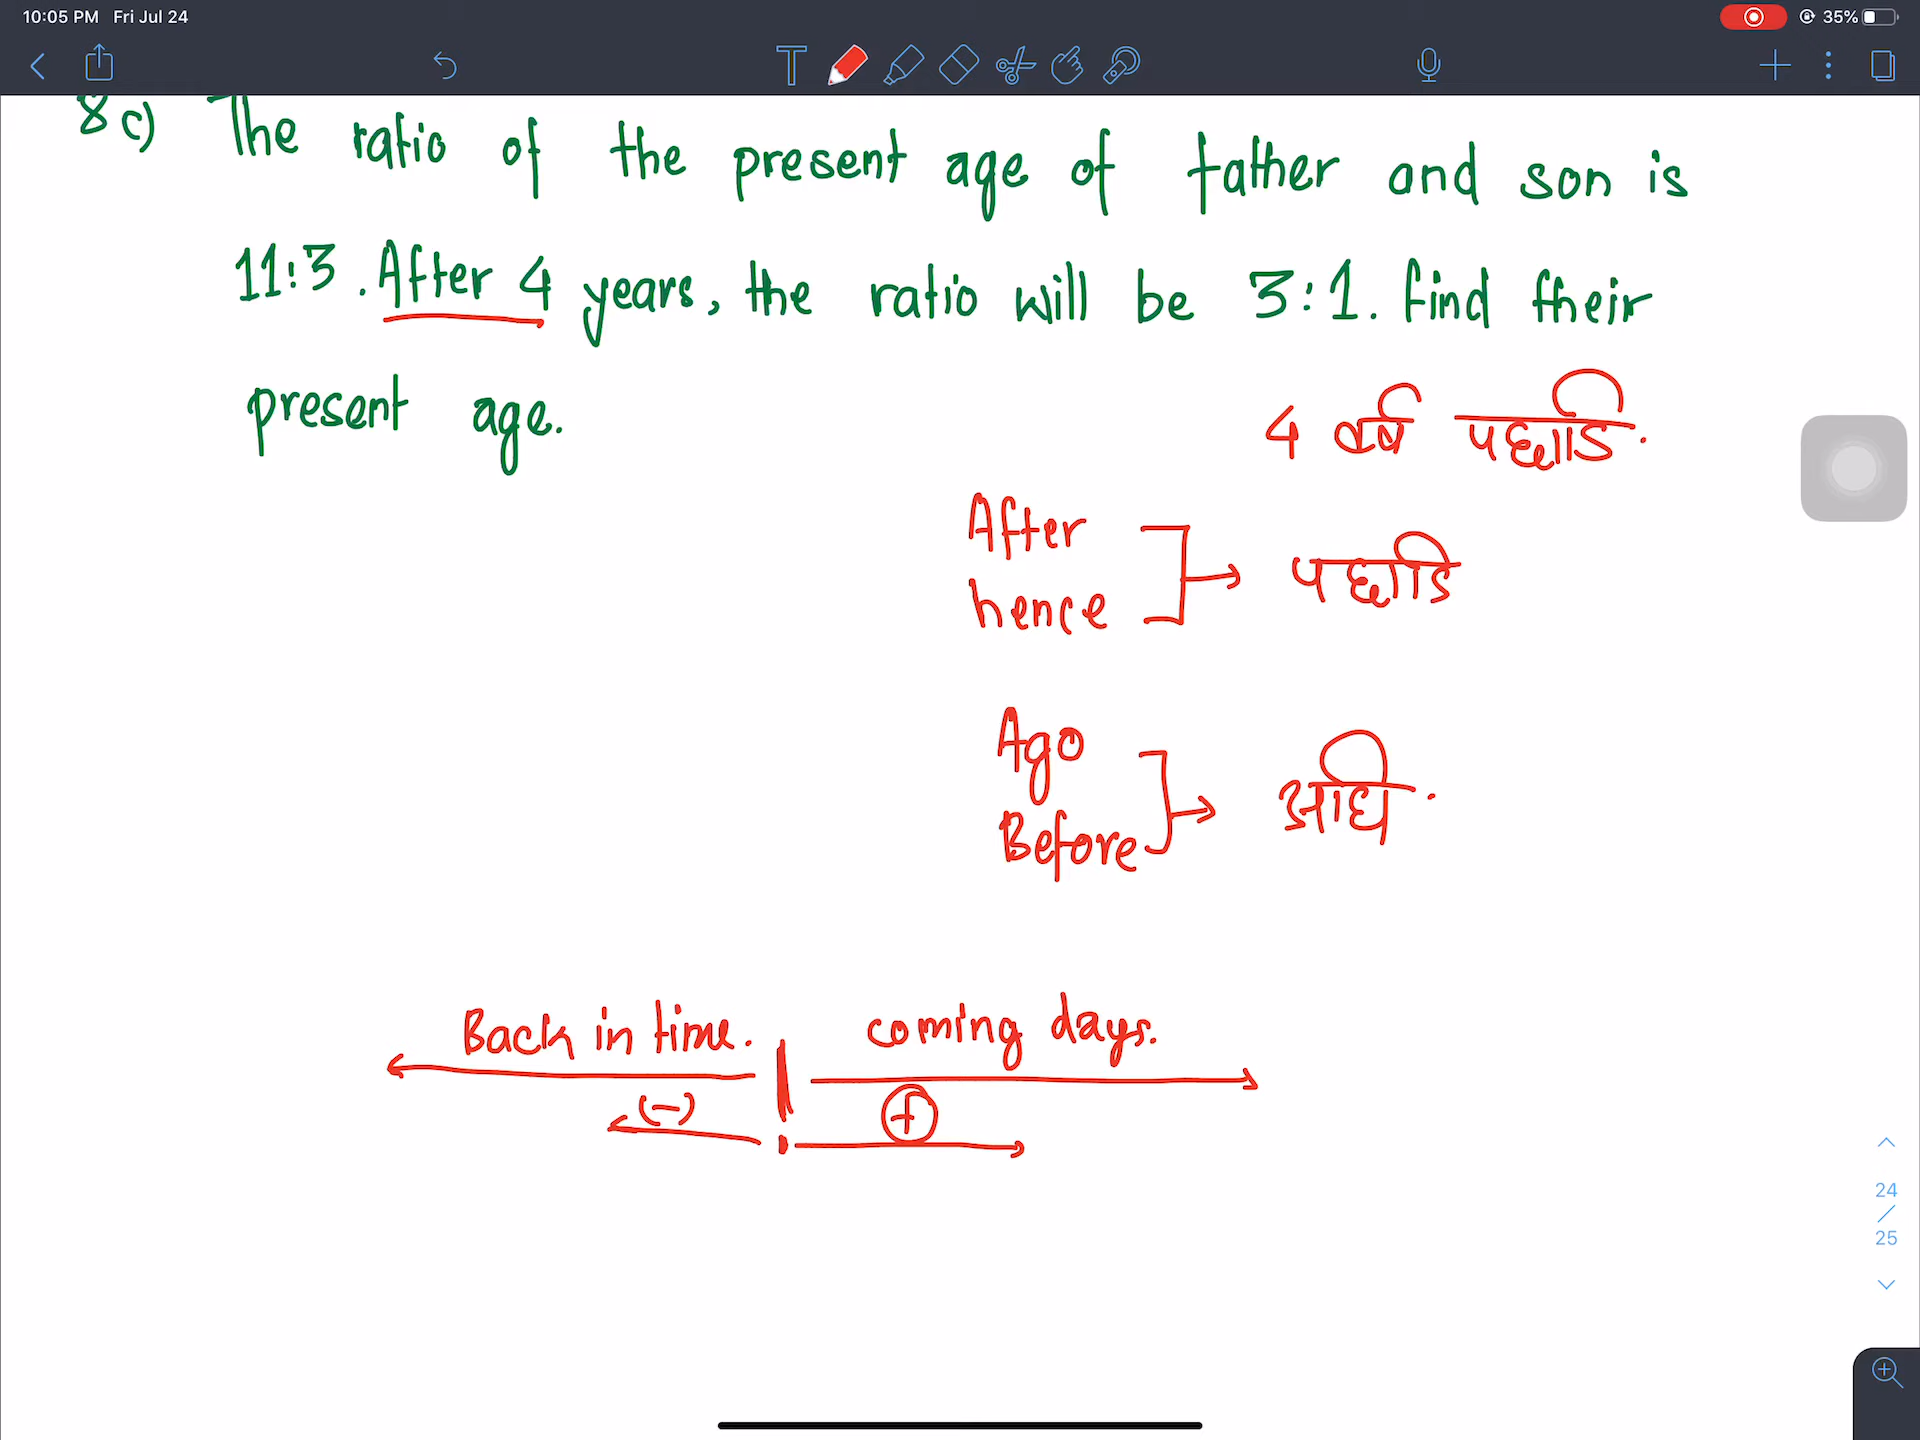 10:05 PM Fri Jul 24
35%
8 c) The ratio of the present age of father and son is
11:3. After 4 years, the ratio will be 3:1. find their
present age.
4 वर्ष पछाडि.
After
hence
→ पछाडि
Ago
Before
→ अघि.
Back in time. coming days.
(-) +
24
/
25